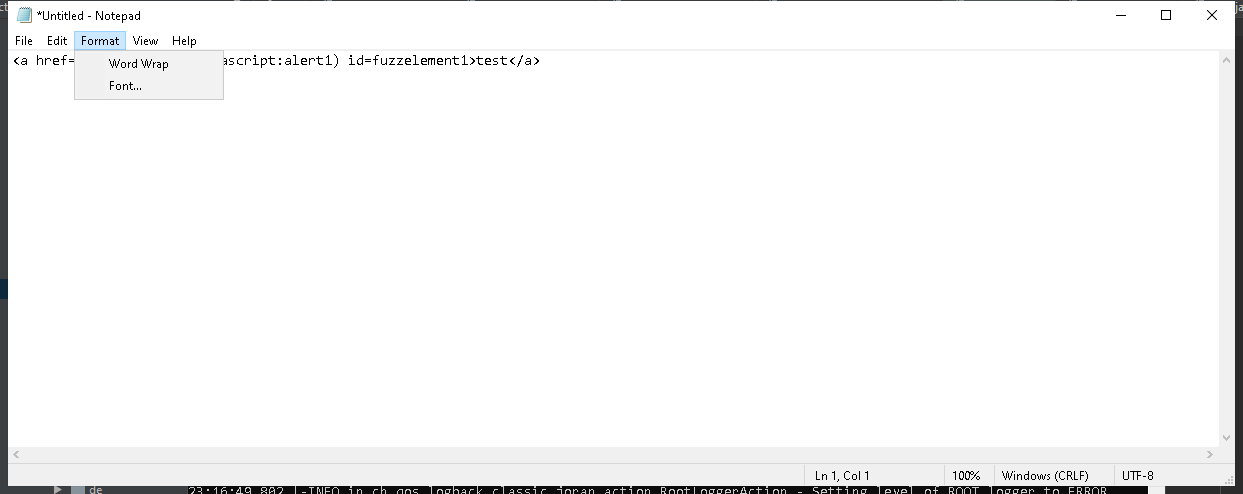 *Untitled - Notepad
File Edit Format View Help
<a href= ascript:alert1) id=fuzzelement1>test</a>
Word Wrap
Font...
Ln 1, Col 1 100% Windows (CRLF) UTF-8
de 23:16:49,802 |-INFO in ch.qos.logback.classic.joran.action.RootLoggerAction - Setting level of ROOT logger to ERROR